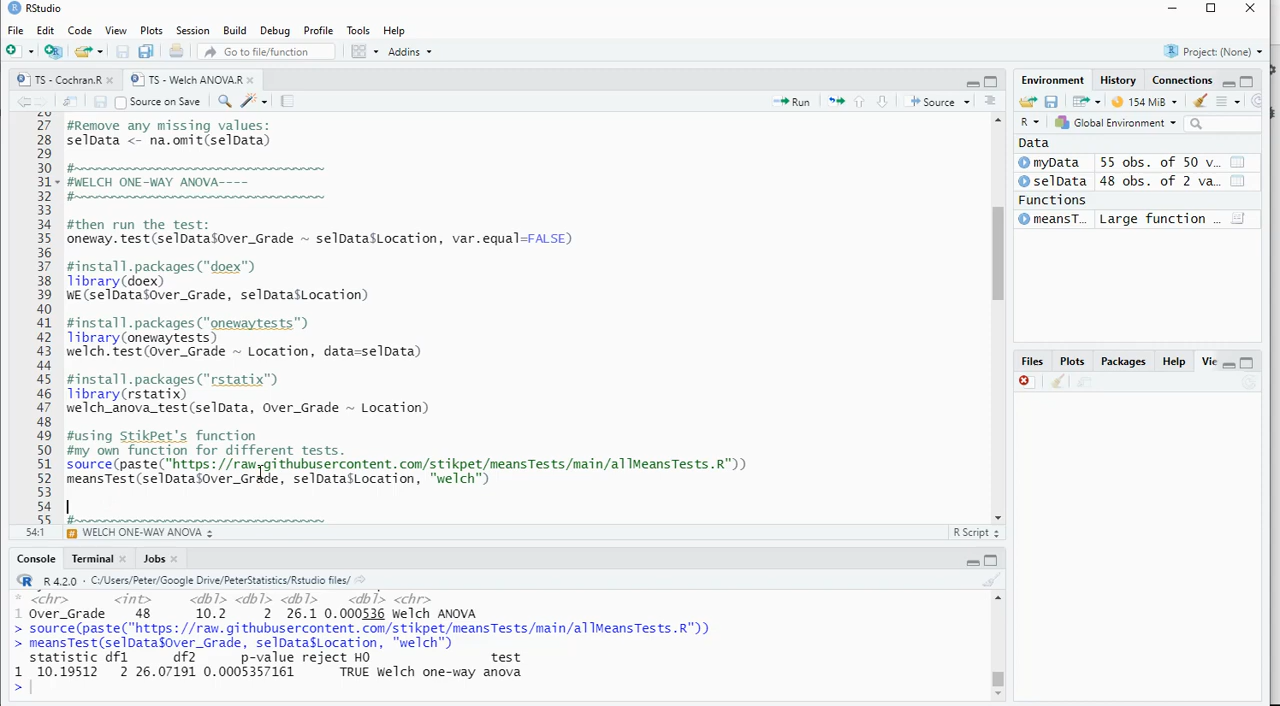 RStudio
File Edit Code View Plots Session Build Debug Profile Tools Help
Go to file/function Addins Project: (None)
TS - Cochran.R TS - Welch ANOVA.R
Source on Save Run Source
27 #Remove any missing values:
28 selData <- na.omit(selData)
29
30 #~~~~~~~~~~~~~~~~~~~~~~~~~~~~~~~~~~
31 #WELCH ONE-WAY ANOVA----
32 #~~~~~~~~~~~~~~~~~~~~~~~~~~~~~~~~~~
33
34 #then run the test:
35 oneway.test(selData$Over_Grade ~ selData$Location, var.equal=FALSE)
36
37 #install.packages("doex")
38 library(doex)
39 WE(selData$Over_Grade, selData$Location)
40
41 #install.packages("onewaytests")
42 library(onewaytests)
43 welch.test(Over_Grade ~ Location, data=selData)
44
45 #install.packages("rstatix")
46 library(rstatix)
47 welch_anova_test(selData, Over_Grade ~ Location)
48
49 #using StikPet's function
50 #my own function for different tests.
51 source(paste("https://raw.githubusercontent.com/stikpet/meansTests/main/allMeansTests.R"))
52 meansTest(selData$Over_Grade, selData$Location, "welch")
53
54
55 #~~~~~~~~~~~~~~~~~~~~~~~~~~~~~~~~~~
54:1 WELCH ONE-WAY ANOVA R Script
Console Terminal Jobs
R 4.2.0 · C:/Users/Peter/Google Drive/PeterStatistics/Rstudio files/
* <chr> <int> <dbl> <dbl> <dbl> <dbl> <chr>
1 Over_Grade 48 10.2 2 26.1 0.000536 Welch ANOVA
> source(paste("https://raw.githubusercontent.com/stikpet/meansTests/main/allMeansTests.R"))
> meansTest(selData$Over_Grade, selData$Location, "welch")
statistic df1 df2 p-value reject H0 test
1 10.19512 2 26.07191 0.0005357161 TRUE Welch one-way anova
>
Environment History Connections
154 MiB
R Global Environment
Data
myData 55 obs. of 50 v...
selData 48 obs. of 2 va...
Functions
meansT... Large function ...
Files Plots Packages Help Vie